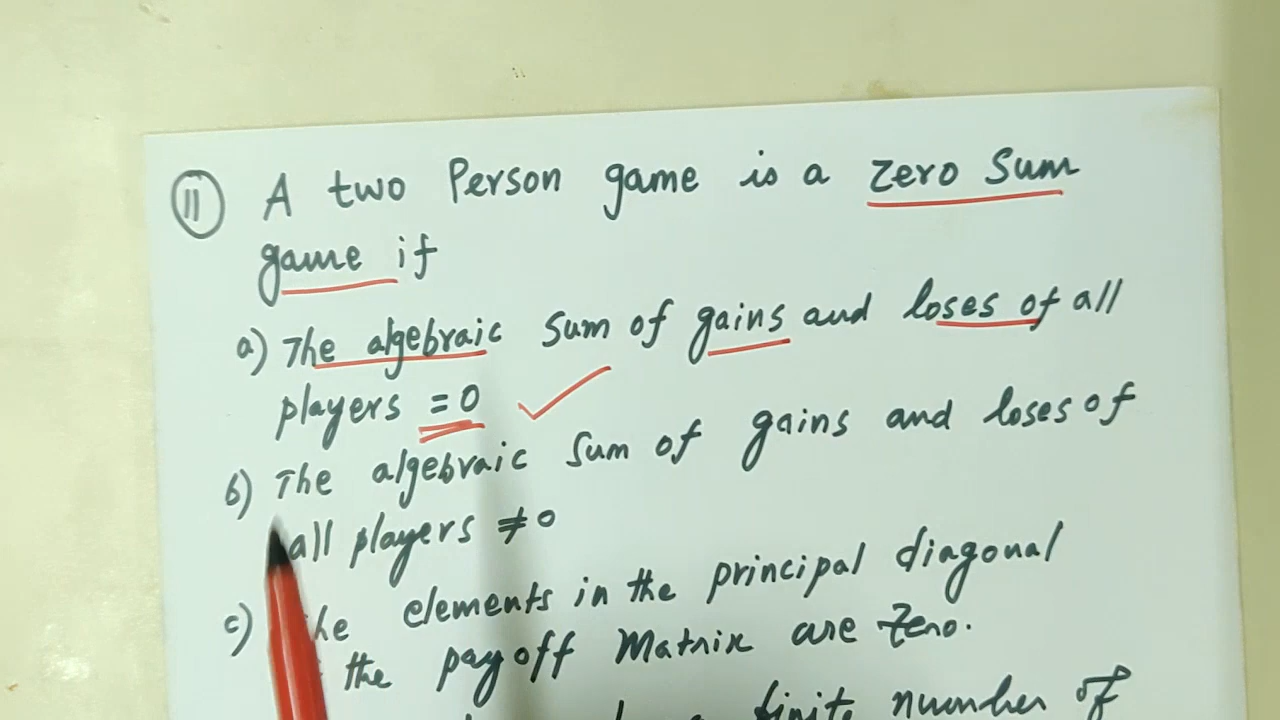 11 A two Person game is a zero Sum
game if
a) The algebraic sum of gains and loses of all
players = 0
b) The algebraic sum of gains and loses of
all players ≠ 0
c) the elements in the principal diagonal
the payoff Matrix are zero.
finite number of